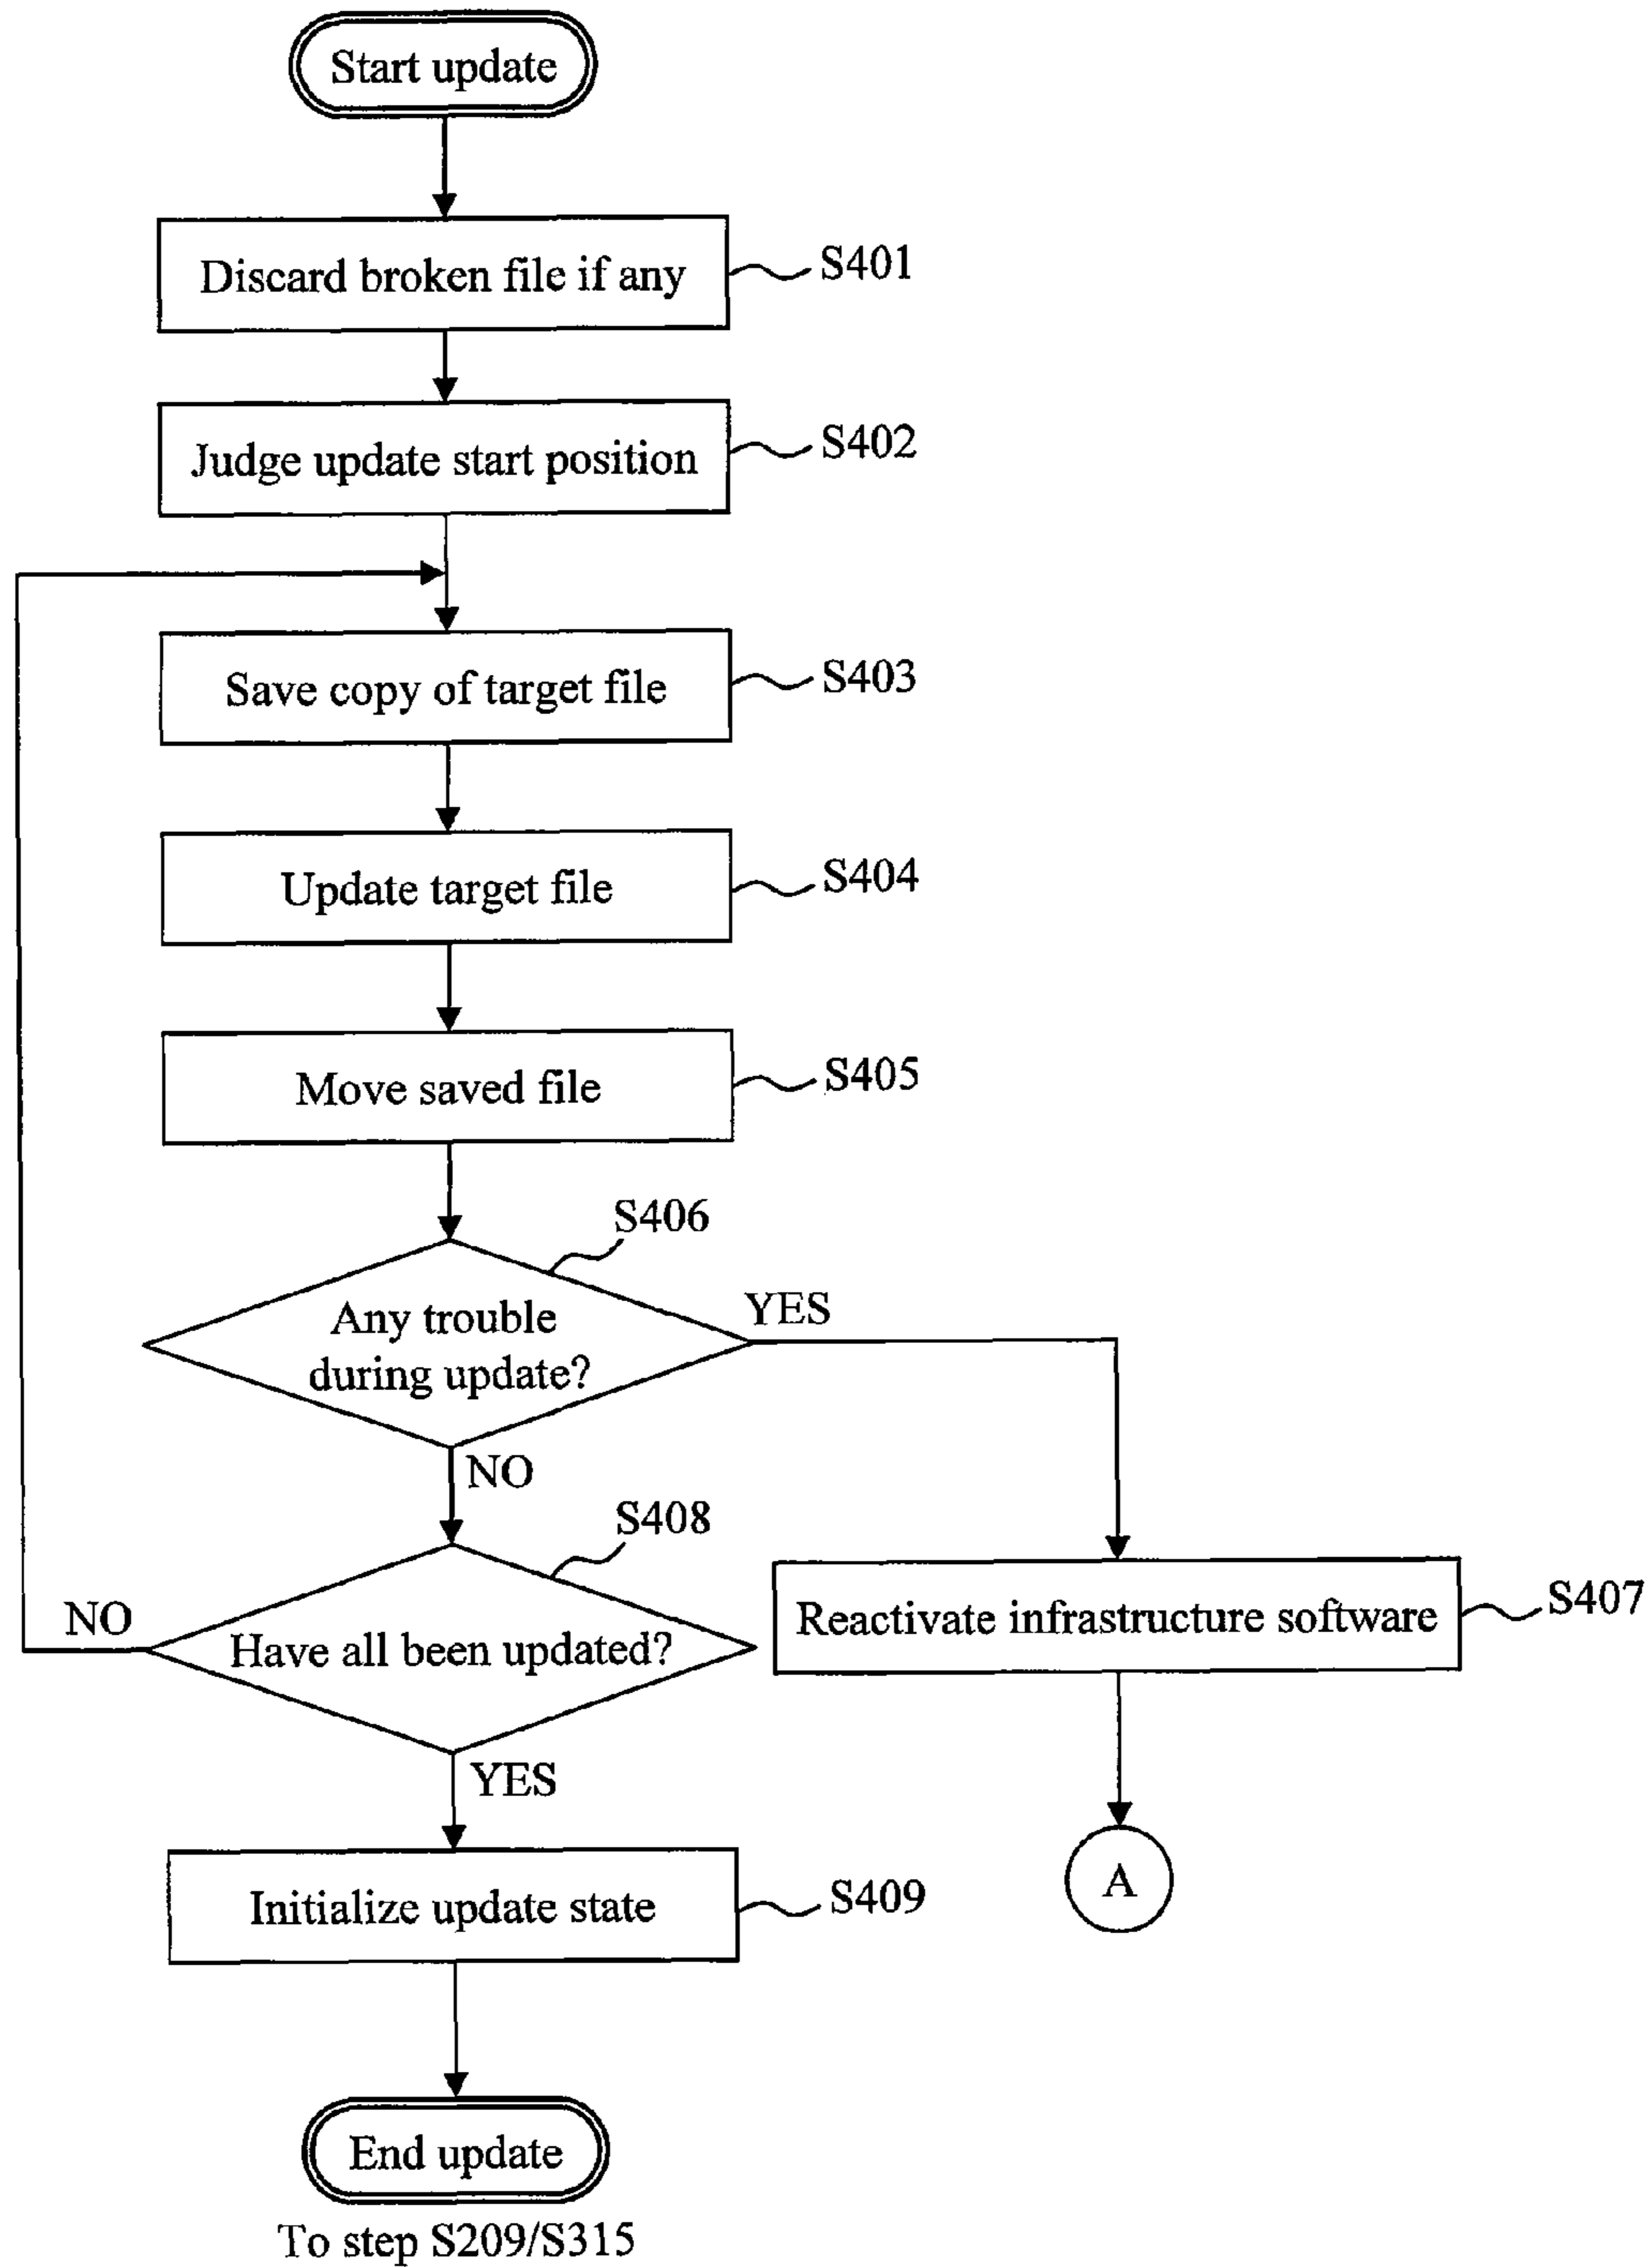 Start update
Discard broken file if any
S401
Judge update start position
S402
Save copy of target file
S403
Update target file
S404
Move saved file
S405
S406
Any trouble
during update?
YES
NO
S408
Have all been updated?
NO
YES
Reactivate infrastructure software
S407
A
Initialize update state
S409
End update
To step S209/S315